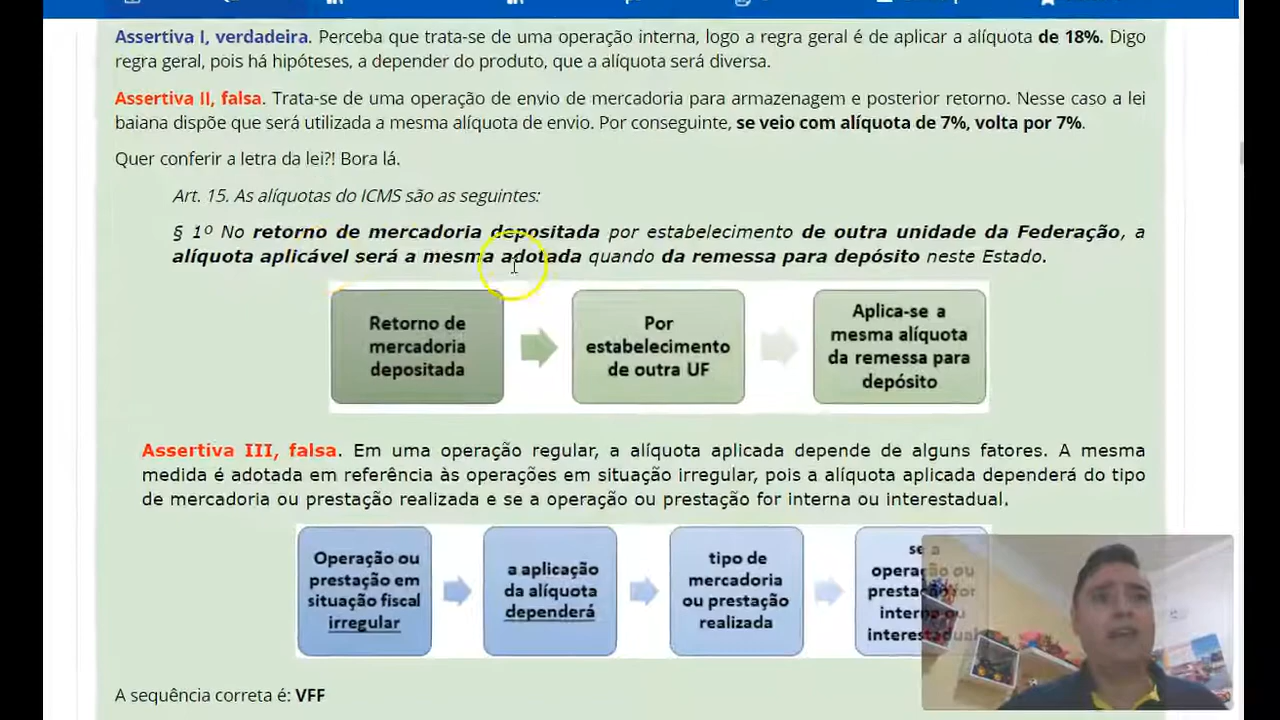 Assertiva I, verdadeira. Perceba que trata-se de uma operação interna, logo a regra geral é de aplicar a alíquota de 18%. Digo
regra geral, pois há hipóteses, a depender do produto, que a alíquota será diversa.
Assertiva II, falsa. Trata-se de uma operação de envio de mercadoria para armazenagem e posterior retorno. Nesse caso a lei
baiana dispõe que será utilizada a mesma alíquota de envio. Por conseguinte, se veio com alíquota de 7%, volta por 7%.
Quer conferir a letra da lei?! Bora lá.
Art. 15. As alíquotas do ICMS são as seguintes:
§ 1º No retorno de mercadoria depositada por estabelecimento de outra unidade da Federação, a
alíquota aplicável será a mesma adotada quando da remessa para depósito neste Estado.
Retorno de
mercadoria
depositada
Por
estabelecimento
de outra UF
Aplica-se a
mesma alíquota
da remessa para
depósito
Assertiva III, falsa. Em uma operação regular, a alíquota aplicada depende de alguns fatores. A mesma
medida é adotada em referência às operações em situação irregular, pois a alíquota aplicada dependerá do tipo
de mercadoria ou prestação realizada e se a operação ou prestação for interna ou interestadual.
Operação ou
prestação em
situação fiscal
irregular
a aplicação
da alíquota
dependerá
tipo de
mercadoria
ou prestação
realizada
se a
operação ou
prestação for
interna ou
interestadual
A sequência correta é: VFF